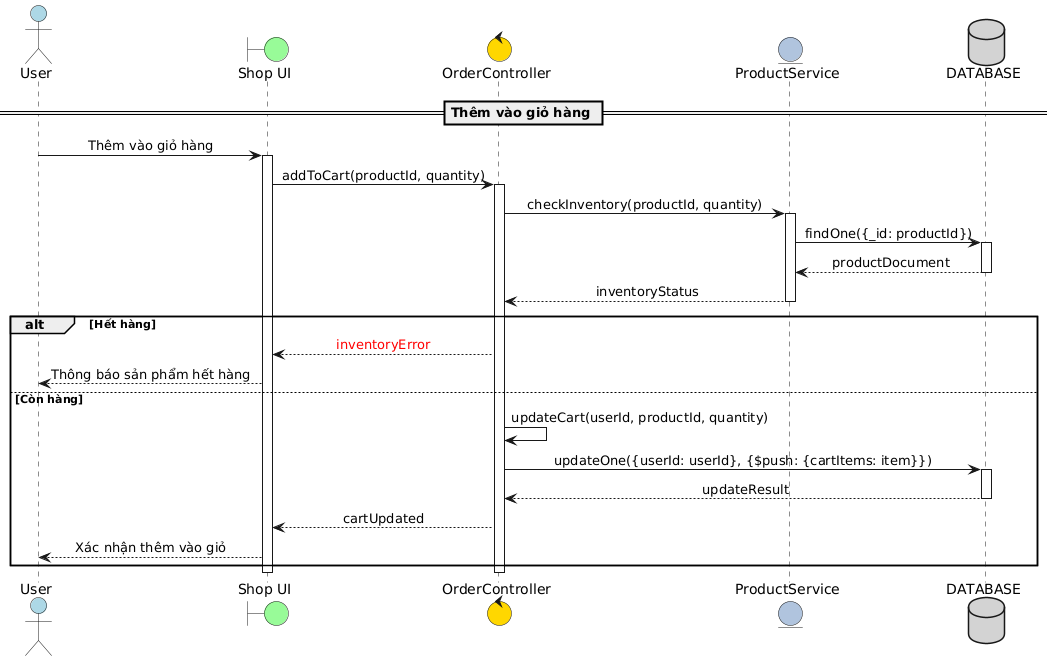 User
Shop UI
OrderController
ProductService
DATABASE
Thêm vào giỏ hàng
Thêm vào giỏ hàng
addToCart(productId, quantity)
checkInventory(productId, quantity)
findOne({_id: productId})
productDocument
inventoryStatus
alt [Hết hàng]
inventoryError
Thông báo sản phẩm hết hàng
[Còn hàng]
updateCart(userId, productId, quantity)
updateOne({userId: userId}, {$push: {cartItems: item}})
updateResult
cartUpdated
Xác nhận thêm vào giỏ
User
Shop UI
OrderController
ProductService
DATABASE